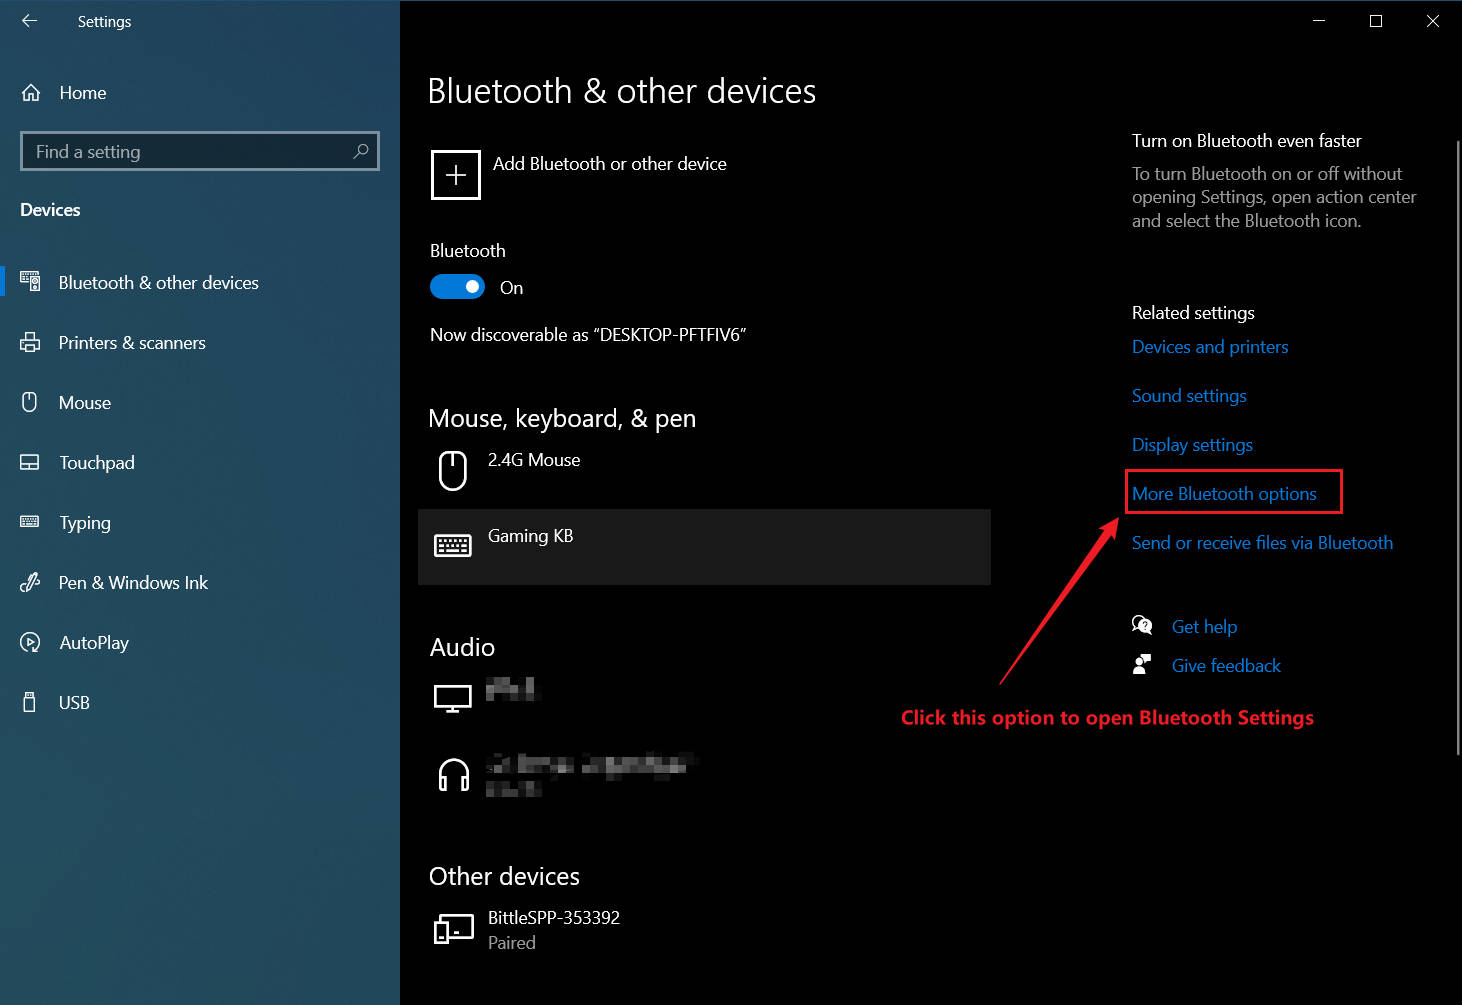 Settings
Home
Find a setting
Devices
Bluetooth & other devices
Printers & scanners
Mouse
Touchpad
Typing
Pen & Windows Ink
AutoPlay
USB
Bluetooth & other devices
Add Bluetooth or other device
Bluetooth
On
Now discoverable as “DESKTOP-PFTFIV6”
Mouse, keyboard, & pen
2.4G Mouse
Gaming KB
Audio
Other devices
BittleSPP-353392
Paired
Turn on Bluetooth even faster
To turn Bluetooth on or off without
opening Settings, open action center
and select the Bluetooth icon.
Related settings
Devices and printers
Sound settings
Display settings
More Bluetooth options
Send or receive files via Bluetooth
Get help
Give feedback
Click this option to open Bluetooth Settings